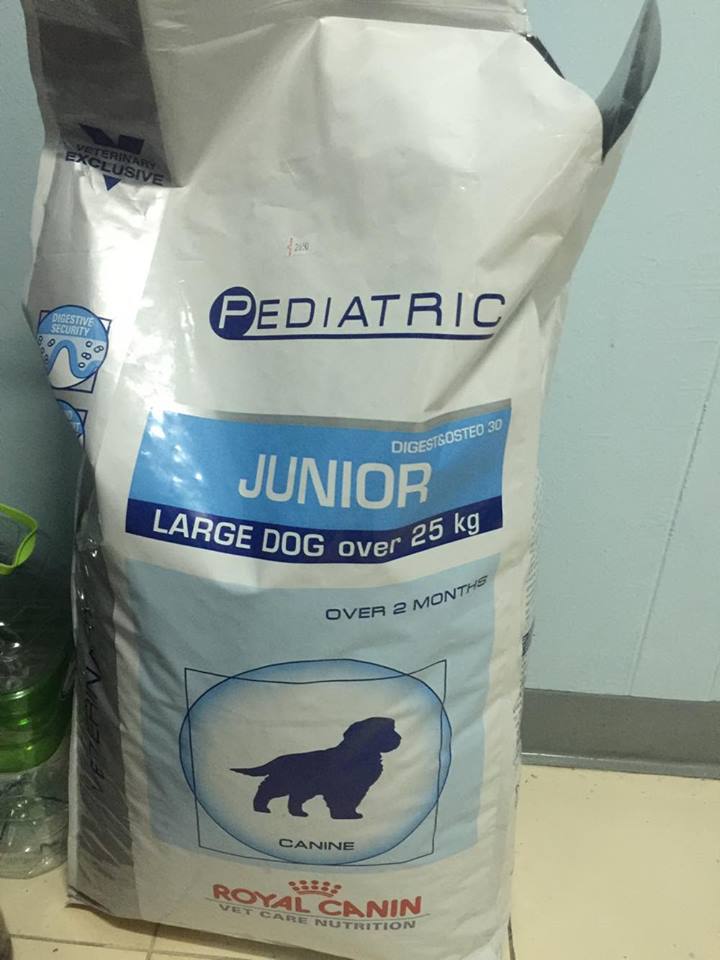 VETERINARY
EXCLUSIVE
PEDIATRIC
DIGESTIVE
SECURITY
DIGEST&OSTEO 30
JUNIOR
LARGE DOG over 25 kg
OVER 2 MONTHS
CANINE
ROYAL CANIN
VET CARE NUTRITION